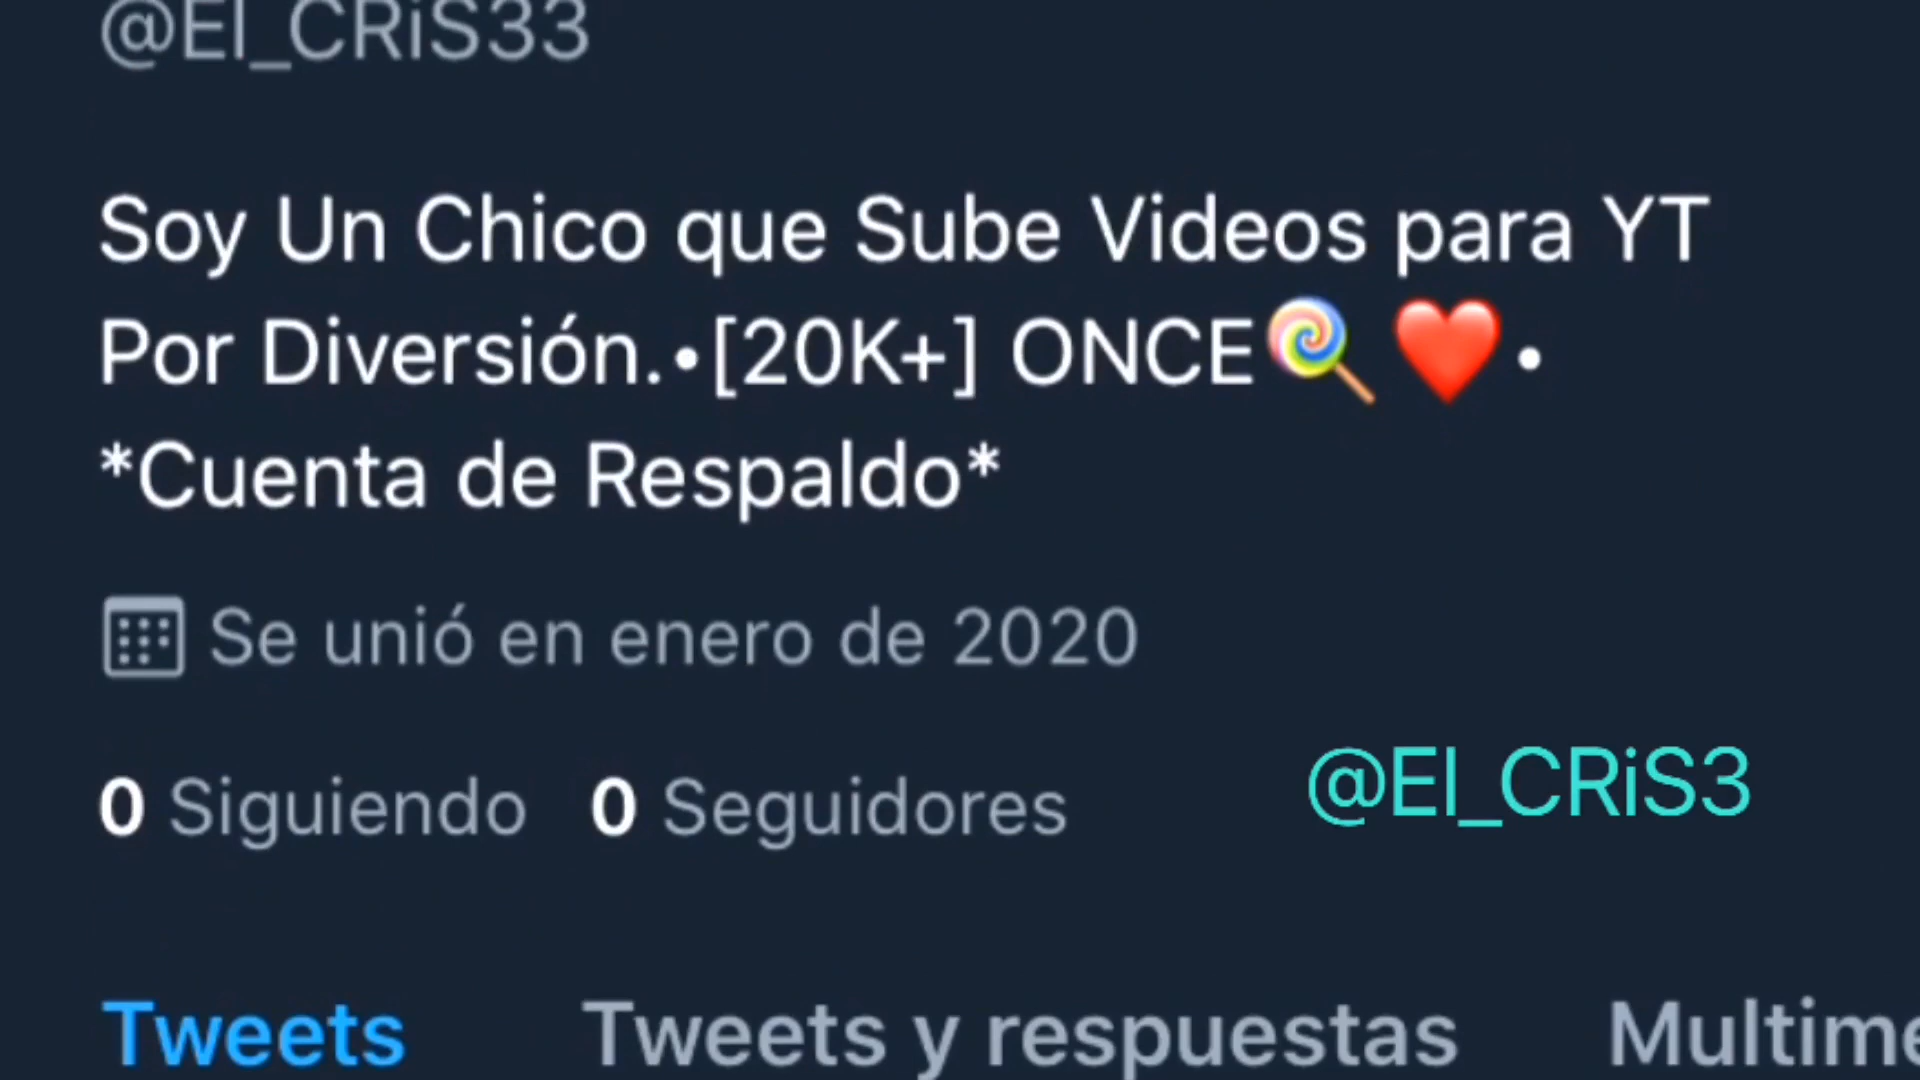 @El_CRiS33
Soy Un Chico que Sube Videos para YT
Por Diversión.•[20K+] ONCE🍭❤️•
*Cuenta de Respaldo*
Se unió en enero de 2020
0 Siguiendo 0 Seguidores
@El_CRiS3
Tweets Tweets y respuestas Multime